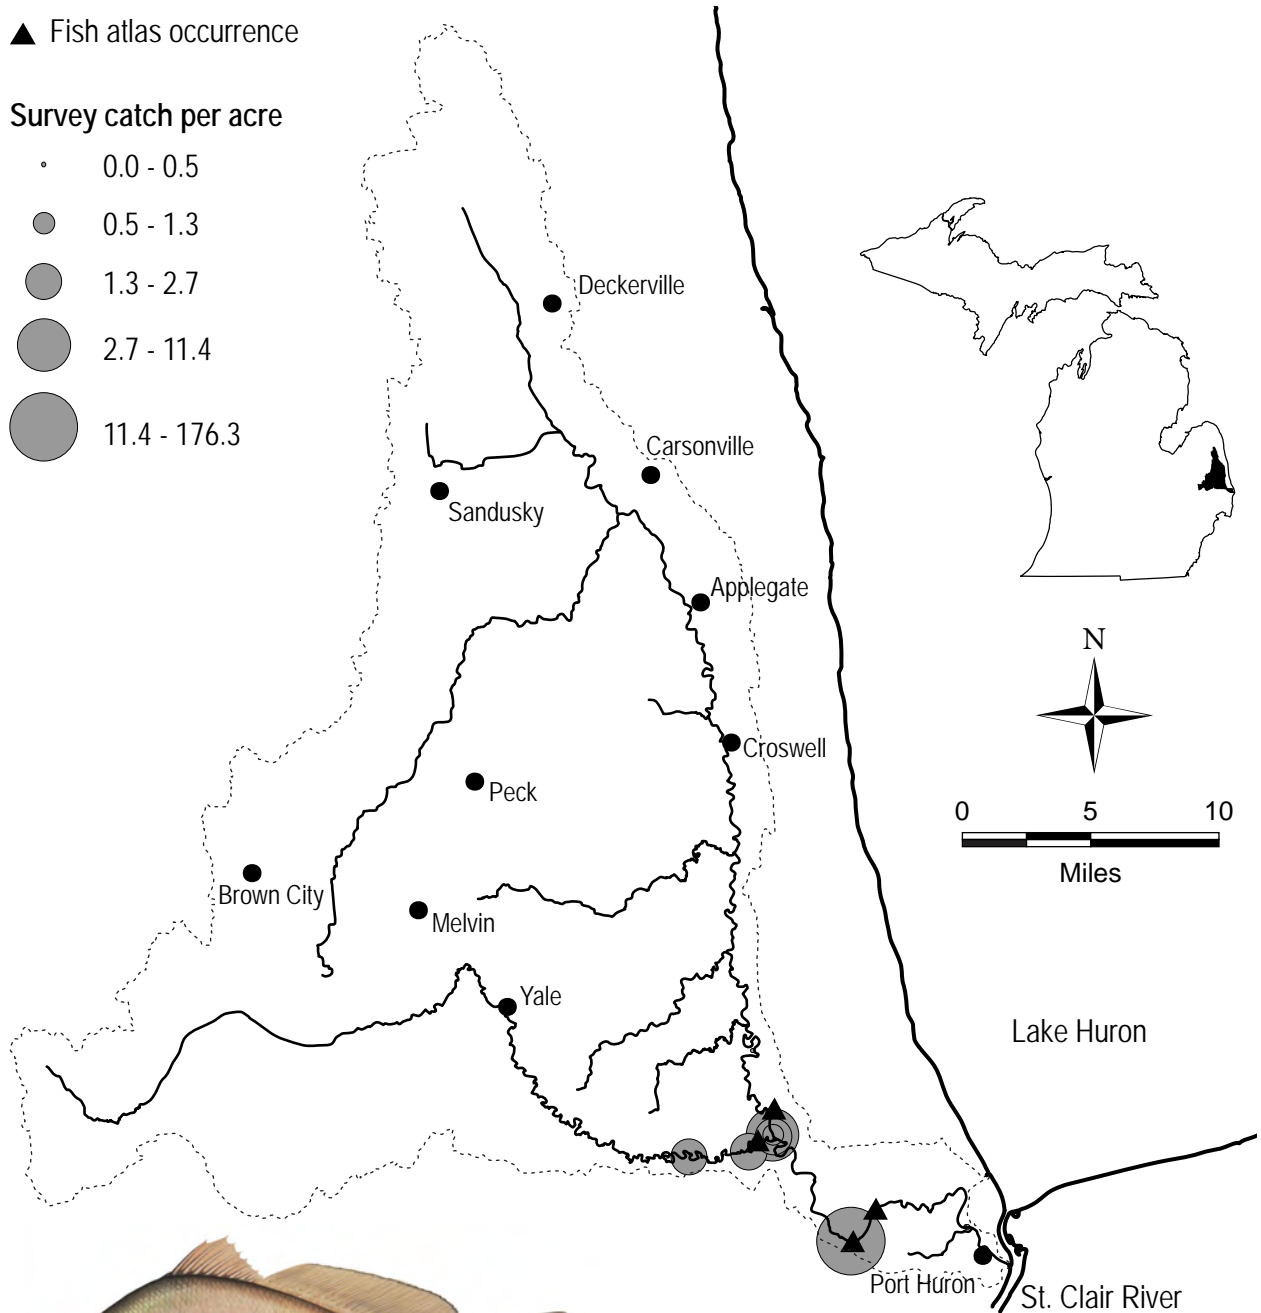 Fish atlas occurrence
Survey catch per acre
0.0 - 0.5
0.5 - 1.3
1.3 - 2.7
2.7 - 11.4
11.4 - 176.3
Deckerville
Carsonville
Sandusky
Applegate
Croswell
Peck
Brown City
Melvin
Yale
N
0 5 10
Miles
Lake Huron
Port Huron
St. Clair River